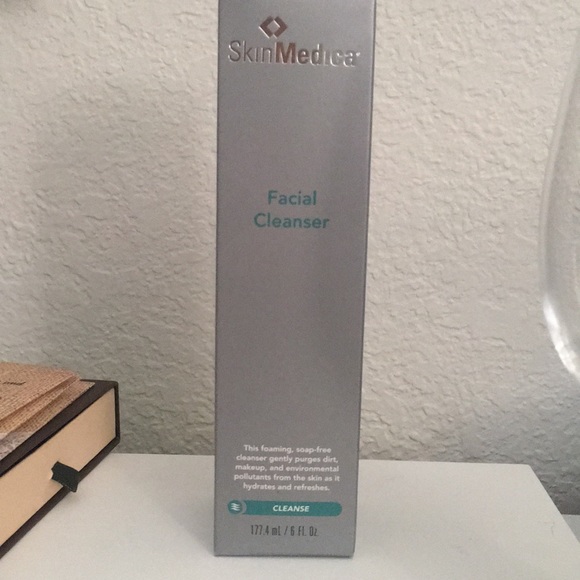 SkinMedica
Facial
Cleanser
This foaming, soap-free
cleanser gently purges dirt,
makeup, and environmental
pollutants from the skin as it
hydrates and refreshes.
CLEANSE
177.4 mL / 6 Fl. Oz.